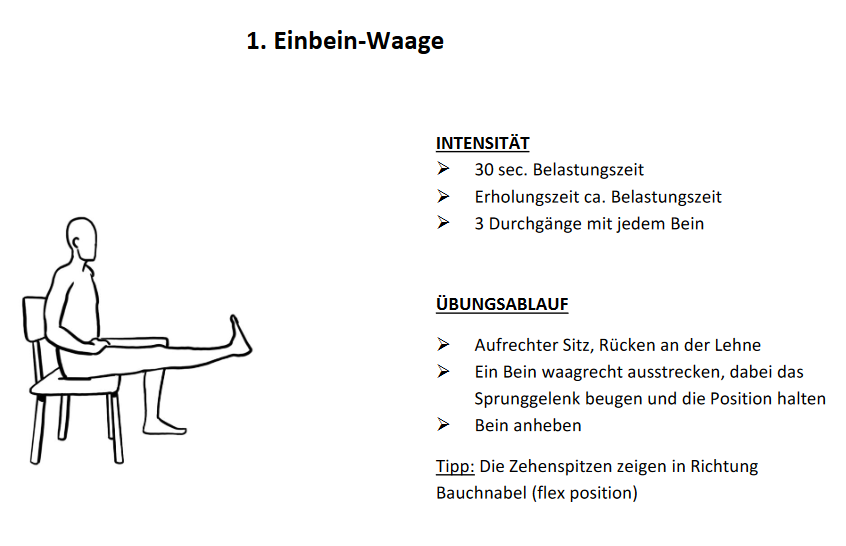 1. Einbein-Waage
INTENSITÄT
➢ 30 sec. Belastungszeit
➢ Erholungszeit ca. Belastungszeit
➢ 3 Durchgänge mit jedem Bein
ÜBUNGSABLAUF
➢ Aufrechter Sitz, Rücken an der Lehne
➢ Ein Bein waagrecht ausstrecken, dabei das
Sprunggelenk beugen und die Position halten
➢ Bein anheben
Tipp: Die Zehenspitzen zeigen in Richtung
Bauchnabel (flex position)